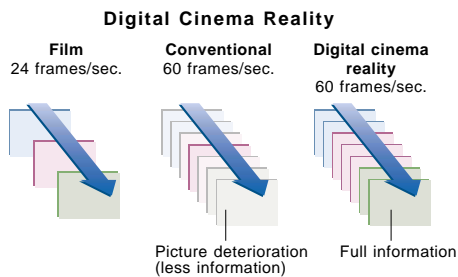 Digital Cinema Reality
Film
24 frames/sec.
Conventional
60 frames/sec.
Digital cinema
reality
60 frames/sec.
Picture deterioration
(less information)
Full information